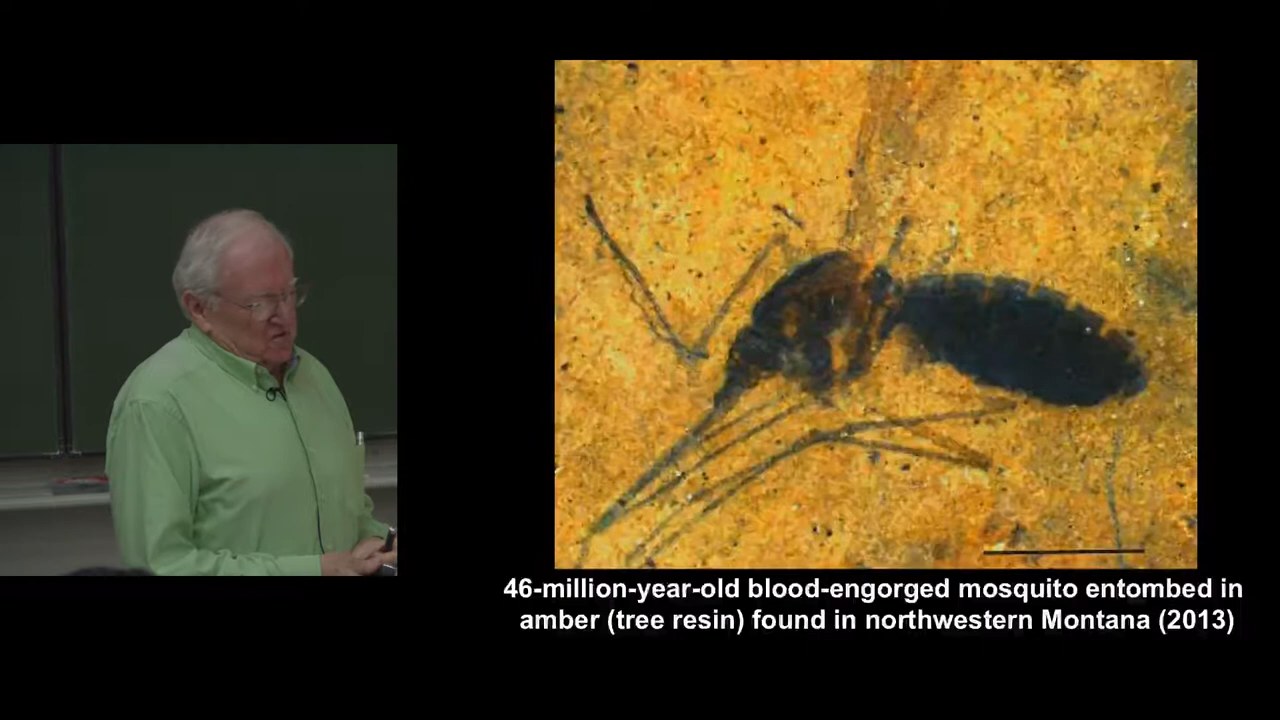 46-million-year-old blood-engorged mosquito entombed in
amber (tree resin) found in northwestern Montana (2013)